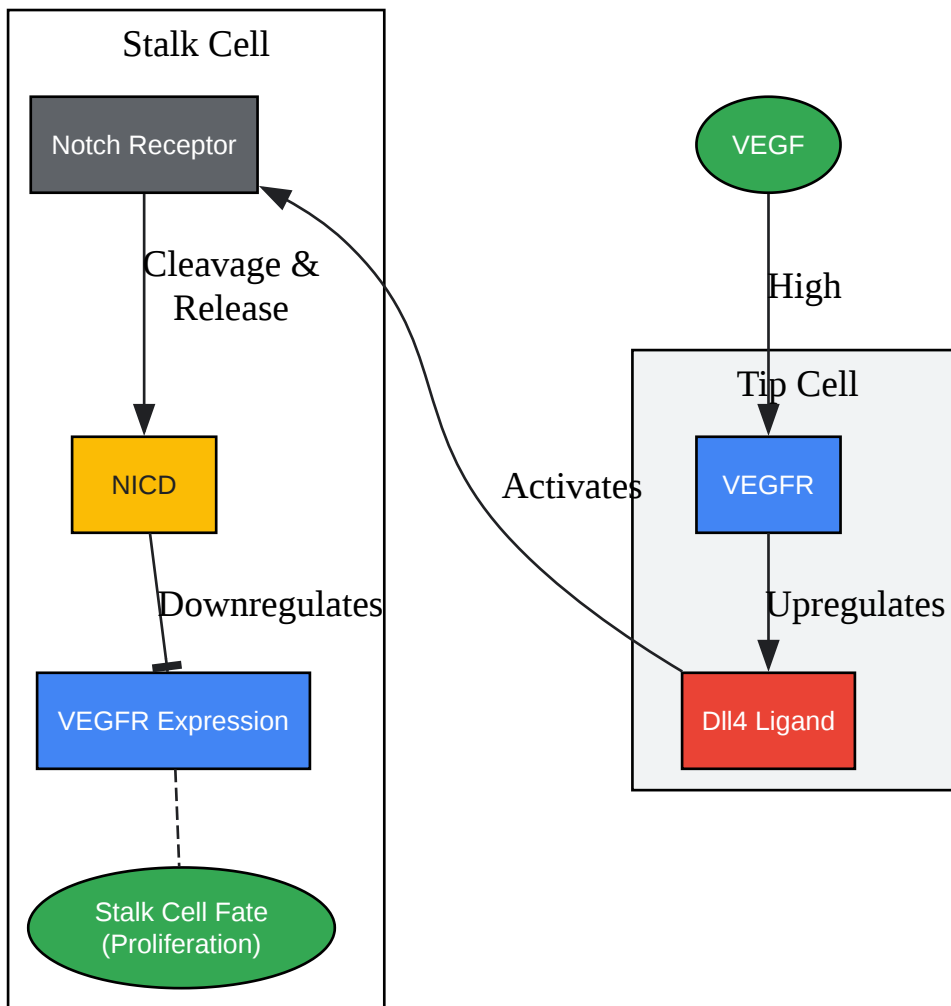 Stalk Cell
Notch Receptor
VEGF
Cleavage &
Release
High
Tip Cell
NICD
Activates
VEGFR
Downregulates
Upregulates
VEGFR Expression
Dll4 Ligand
Stalk Cell Fate
(Proliferation)